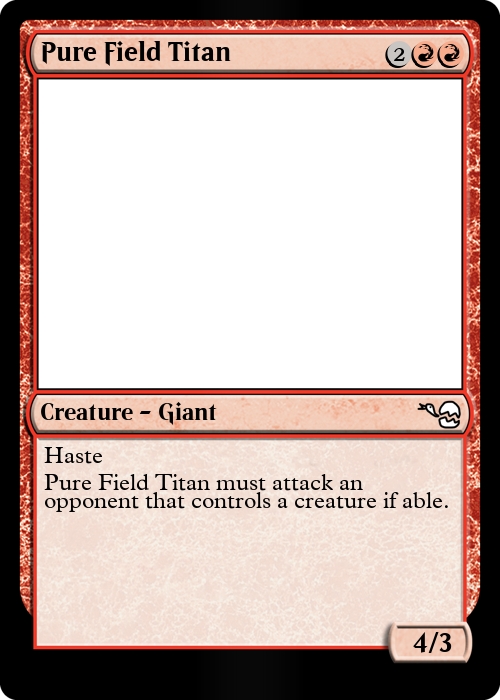 Pure Field Titan 2
Creature – Giant
Haste
Pure Field Titan must attack an
opponent that controls a creature if able.
4/3